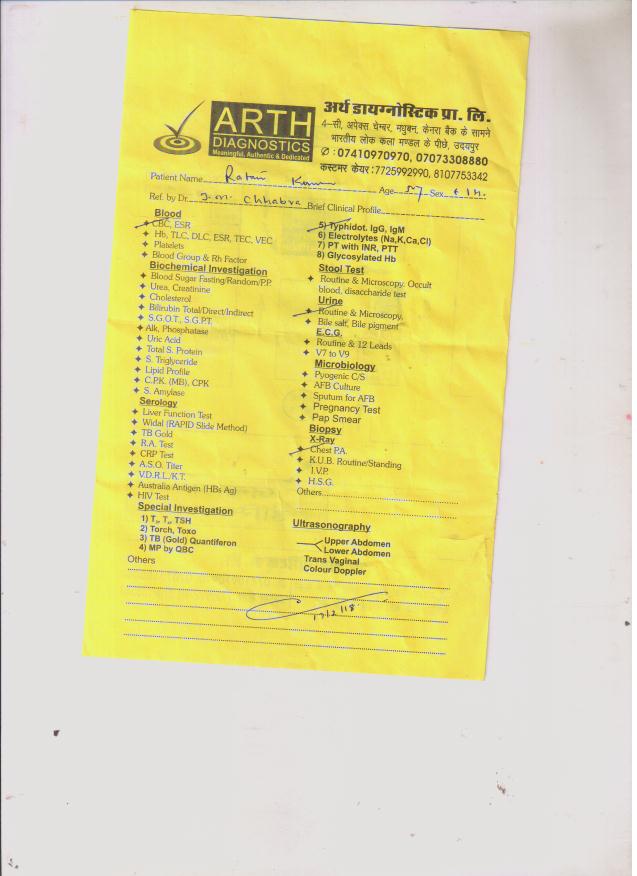 ARTH
DIAGNOSTICS
Meaningful, Authentic & Dedicated
अर्थ डायग्नोस्टिक प्रा. लि.
4–सी, अपेक्स चेम्बर, मधुबन, केनरा बैंक के सामने
भारतीय लोक कला मण्डल के पीछे, उदयपुर
✆ : 07410970970, 07073308880
कस्टमर केयर : 7725992990, 8107753342
Patient Name Ratan Age 57 Sex
Ref. by Dr. J.M. Chhabra Brief Clinical Profile
Blood
CBC, ESR
Hb, TLC, DLC, ESR, TEC, VEC
Platelets
Blood Group & Rh Factor
Biochemical Investigation
Blood Sugar Fasting/Random/P.P.
Urea, Creatinine
Cholesterol
Bilirubin Total/Direct/Indirect
S.G.O.T., S.G.P.T.
Alk, Phosphatase
Uric Acid
Total S. Protein
S. Triglyceride
Lipid Profile
C.P.K. (MB), CPK
S. Amylase
Serology
Liver Function Test
Widal (RAPID Slide Method)
TB Gold
R.A. Test
CRP Test
A.S.O. Titer
V.D.R.L./K.T.
Australia Antigen (HBs Ag)
HIV Test
Special Investigation
1) T₃, T₄, TSH
2) Torch, Toxo
3) TB (Gold) Quantiferon
4) MP by QBC
Others
5) Typhidot. IgG, IgM
6) Electrolytes (Na,K,Ca,Cl)
7) PT with INR, PTT
8) Glycosylated Hb
Stool Test
Routine & Microscopy. Occult
blood, disaccharide test
Urine
Routine & Microscopy,
Bile salt, Bile pigment
E.C.G.
Routine & 12 Leads
V7 to V9
Microbiology
Pyogenic C/S
AFB Culture
Sputum for AFB
Pregnancy Test
Pap Smear
Biopsy
X-Ray
Chest P.A.
K.U.B. Routine/Standing
I.V.P.
H.S.G.
Others
Ultrasonography
Upper Abdomen
Lower Abdomen
Trans Vaginal
Colour Doppler
17/2/18